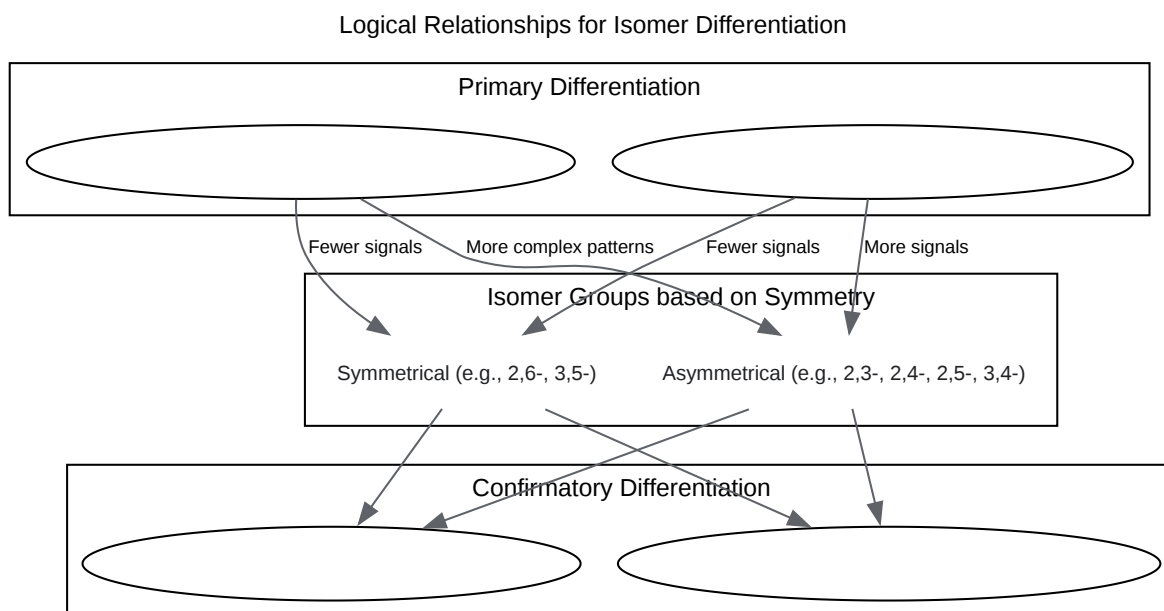 Logical Relationships for Isomer Differentiation
Primary Differentiation
Fewer signals
More complex patterns
Fewer signals
More signals
Isomer Groups based on Symmetry
Symmetrical (e.g., 2,6-, 3,5-)
Asymmetrical (e.g., 2,3-, 2,4-, 2,5-, 3,4-)
Confirmatory Differentiation